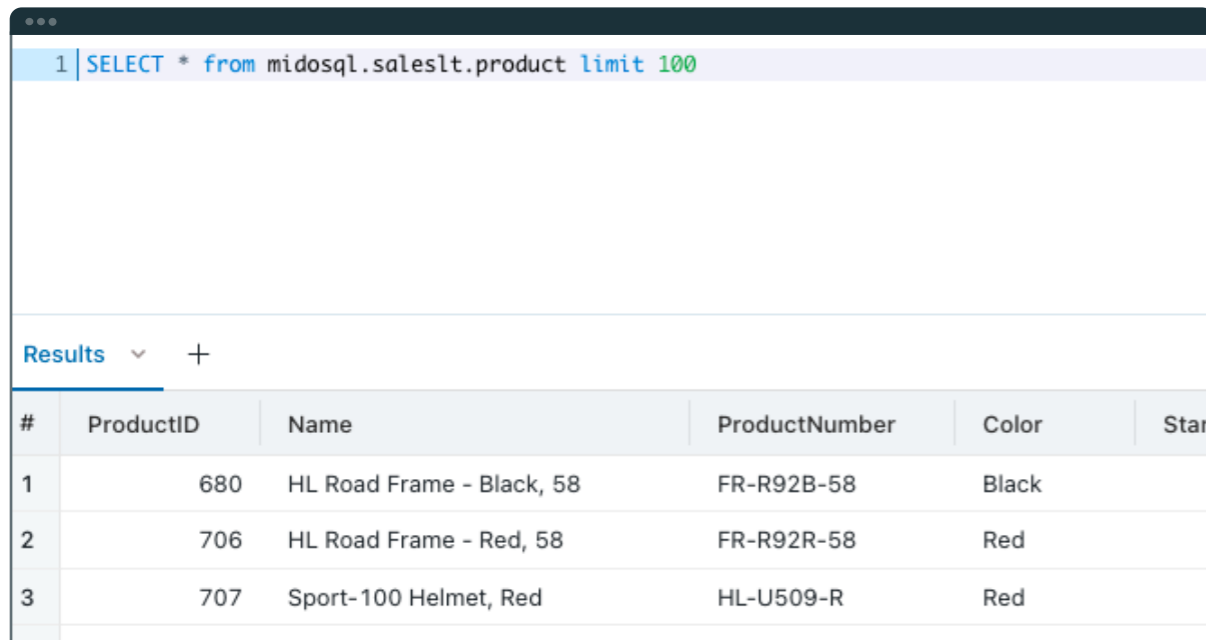 1 SELECT * from midosql.saleslt.product limit 100
Results
# ProductID Name ProductNumber Color
1 680 HL Road Frame - Black, 58 FR-R92B-58 Black
2 706 HL Road Frame - Red, 58 FR-R92R-58 Red
3 707 Sport-100 Helmet, Red HL-U509-R Red